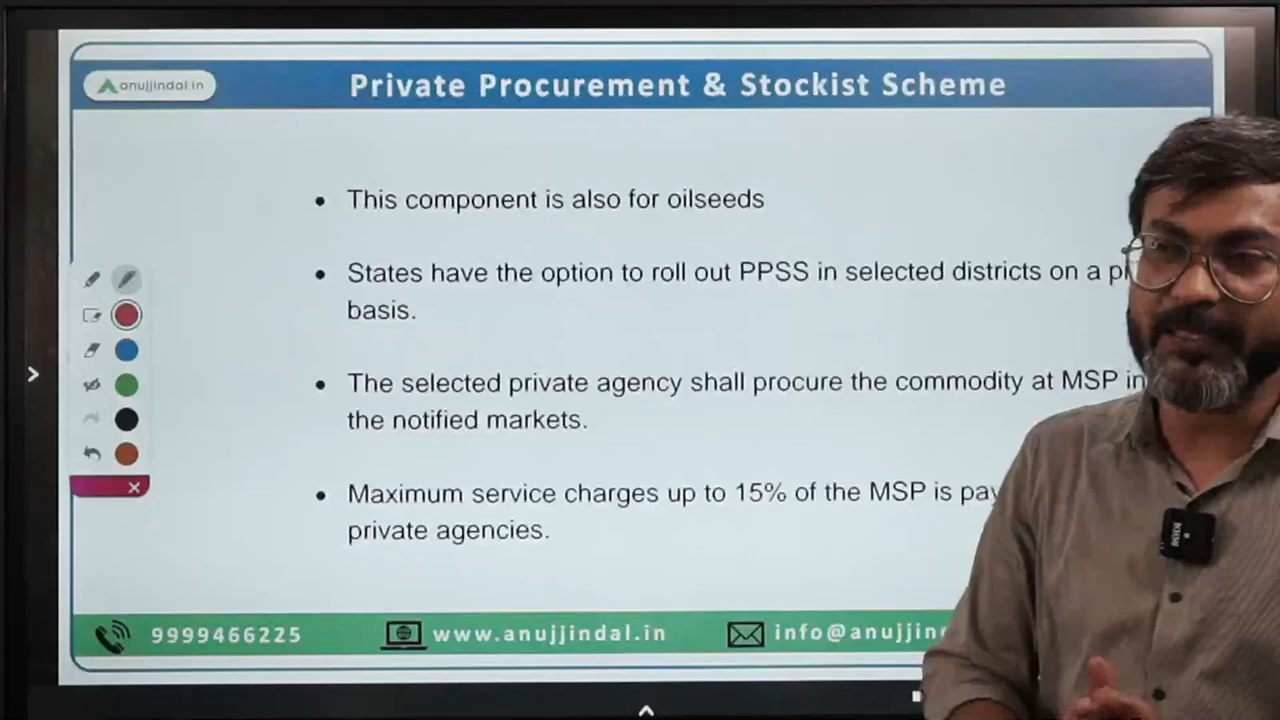 anujjindal.in
Private Procurement & Stockist Scheme
This component is also for oilseeds
States have the option to roll out PPSS in selected districts on a
basis.
The selected private agency shall procure the commodity at MSP in
the notified markets.
Maximum service charges up to 15% of the MSP is
private agencies.
9999466225
www.anujjindal.in